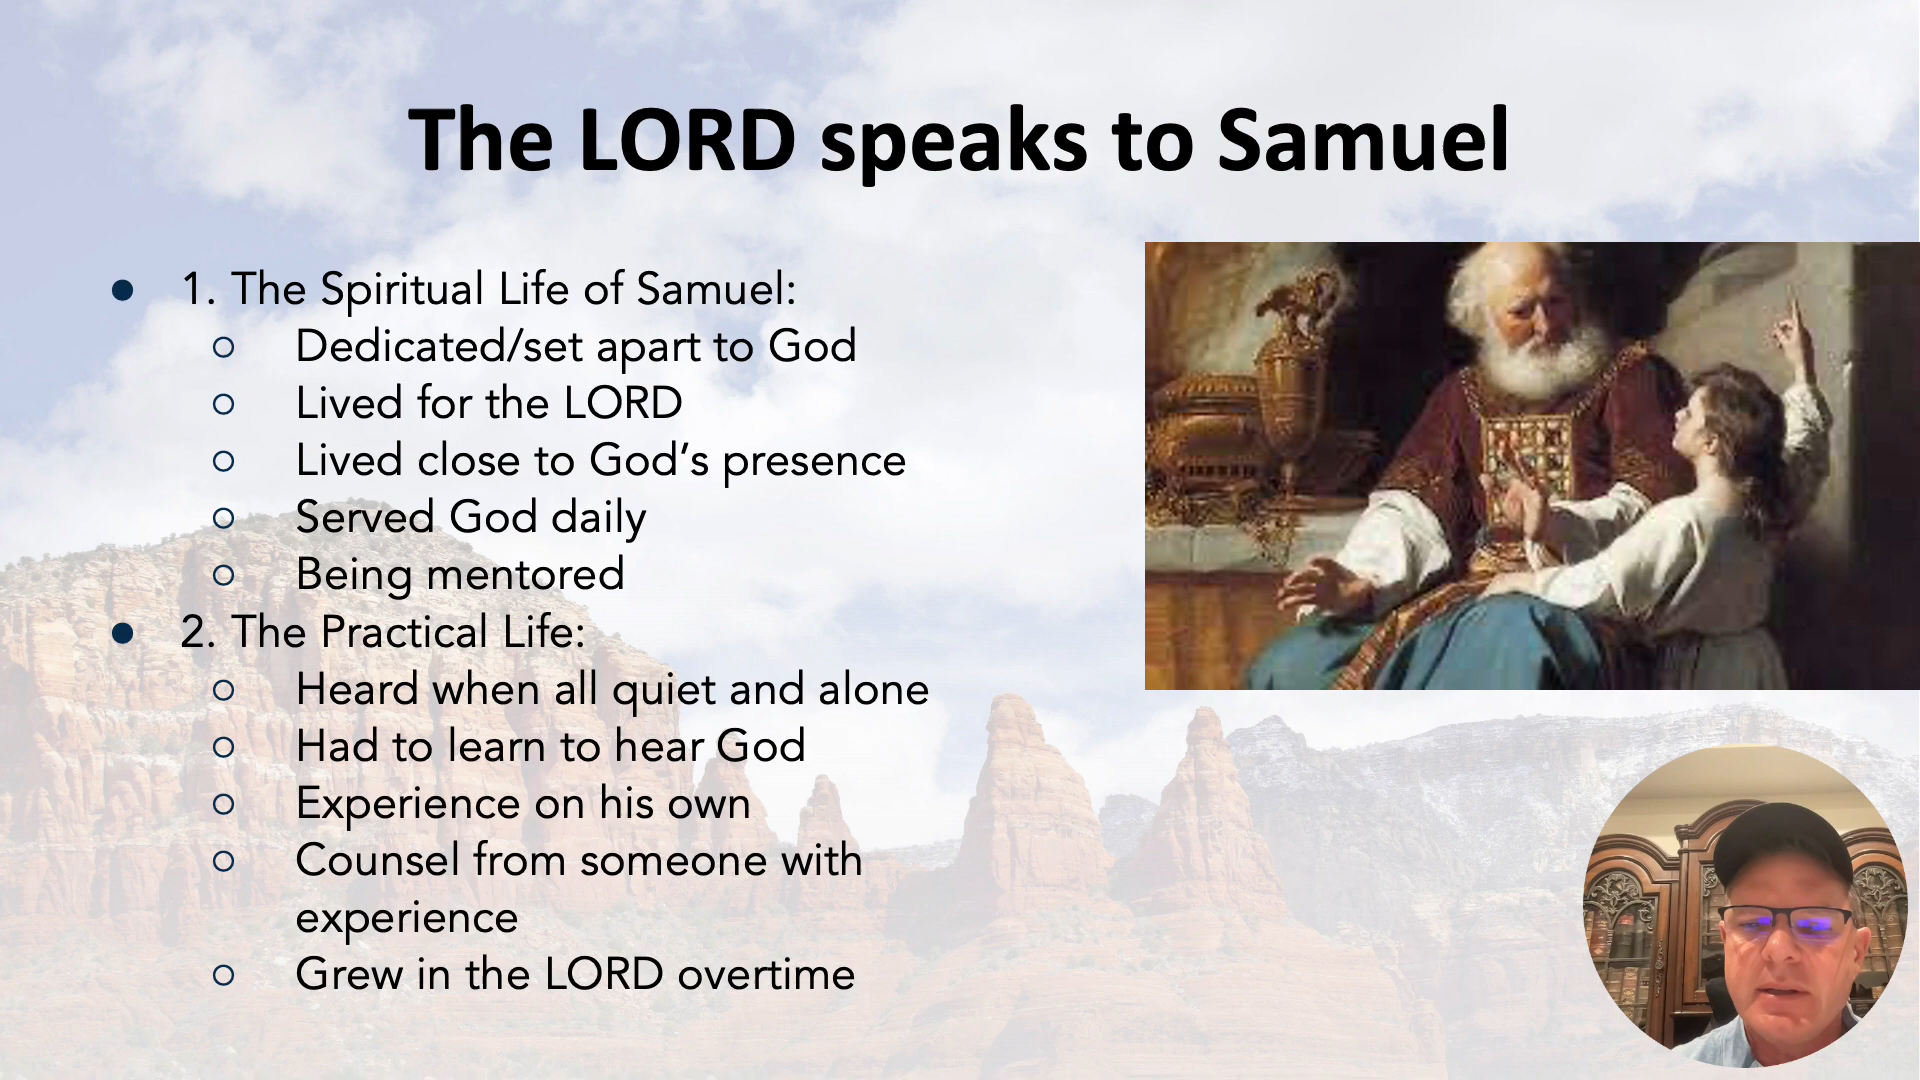 The LORD speaks to Samuel
● 1. The Spiritual Life of Samuel:
○ Dedicated/set apart to God
○ Lived for the LORD
○ Lived close to God’s presence
○ Served God daily
○ Being mentored
● 2. The Practical Life:
○ Heard when all quiet and alone
○ Had to learn to hear God
○ Experience on his own
○ Counsel from someone with
experience
○ Grew in the LORD overtime